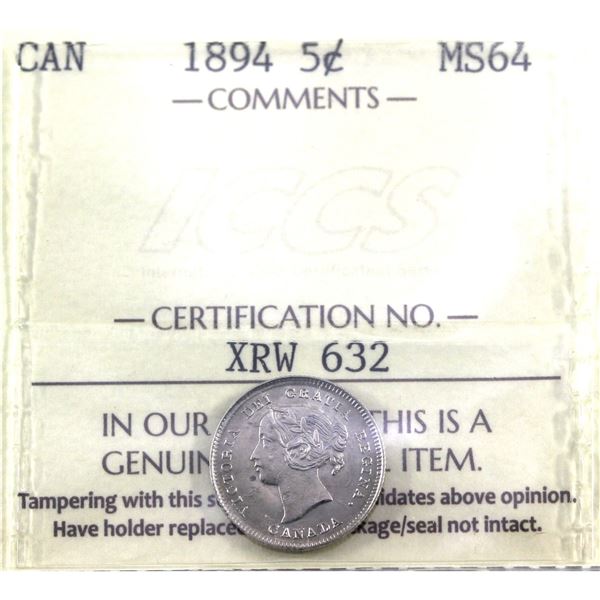 CAN 1894 5¢ MS64
— COMMENTS —
ICCS
— CERTIFICATION NO. —
XRW 632
IN OUR THIS IS A
GENUIN ITEM.
Tampering with this s idates above opinion.
Have holder replace kage/seal not intact.
VICTORIA DEI GRATIA REGINA.
CANADA